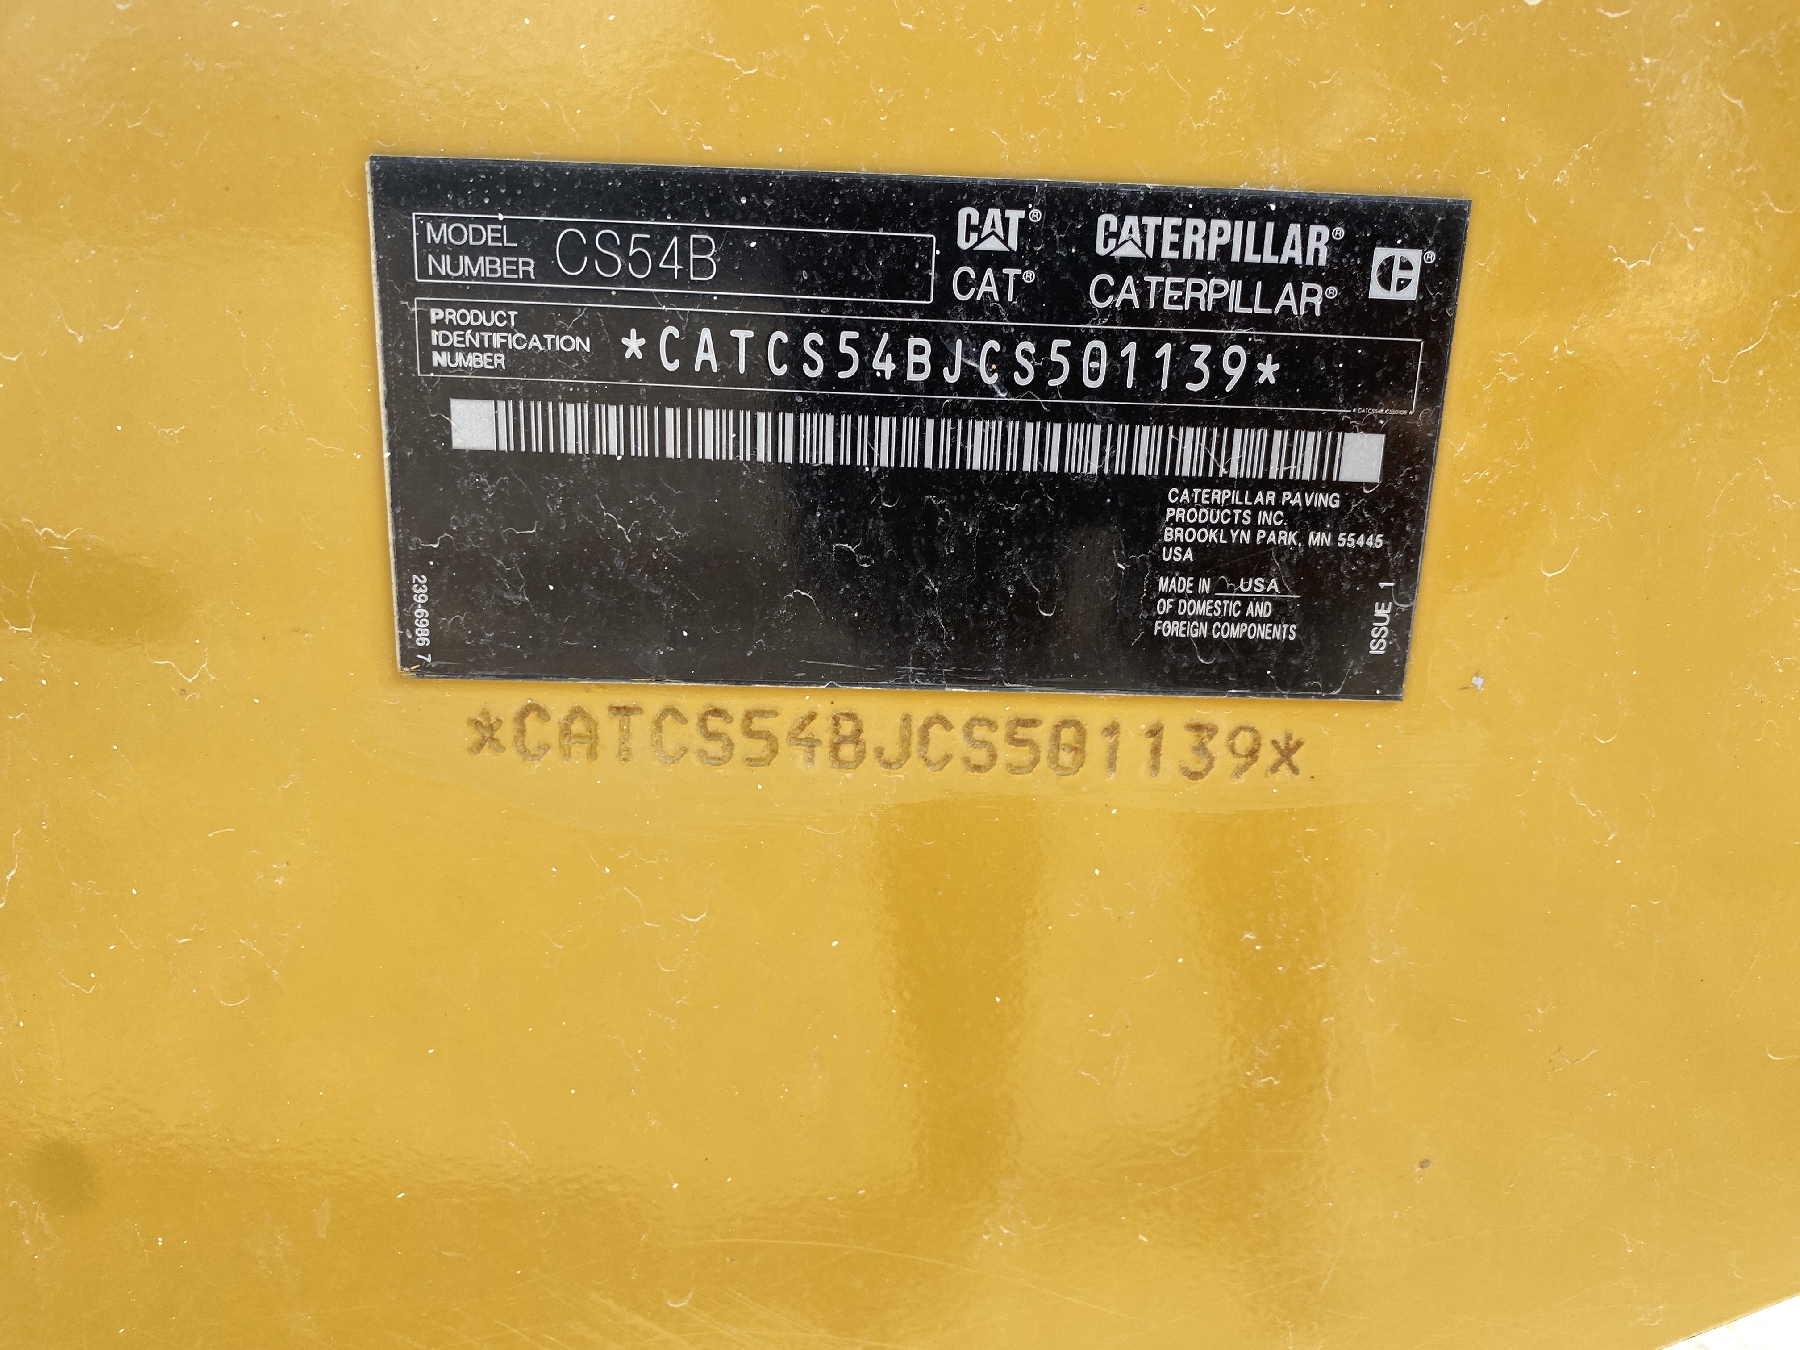 MODEL
NUMBER CS54B
CAT® CATERPILLAR®
CAT® CATERPILLAR®
PRODUCT
IDENTIFICATION
NUMBER
*CATCS54BJCS501139*
*CATCS54BJCS501139*
CATERPILLAR PAVING
PRODUCTS INC.
BROOKLYN PARK, MN 55445
USA
MADE IN USA
OF DOMESTIC AND
FOREIGN COMPONENTS
ISSUE 1
239-6986 7
*CATCS54BJCS501139*